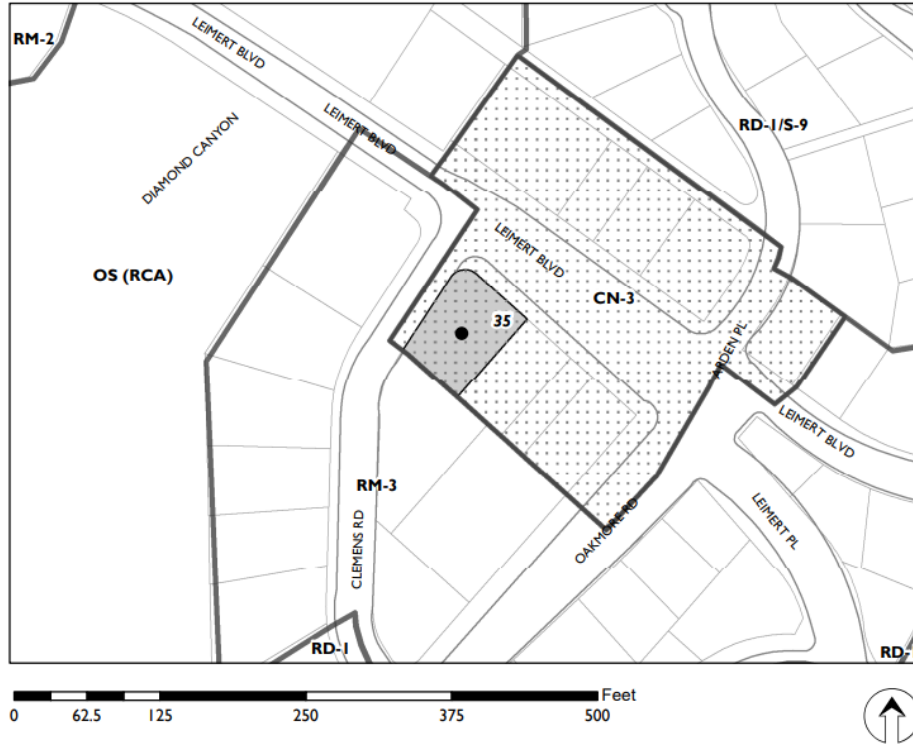 RM-2
LEIMERT BLVD
LEIMERT BLVD
DIAMOND CANYON
RD-1/S-9
LEIMERT BLVD
OS (RCA)
CN-3
35
ARDEN PL
LEIMERT BLVD
RM-3
CLEMENS RD
OAKMORE RD
LEIMERT PL
RD-1
RD-
Feet
0 62.5 125 250 375 500